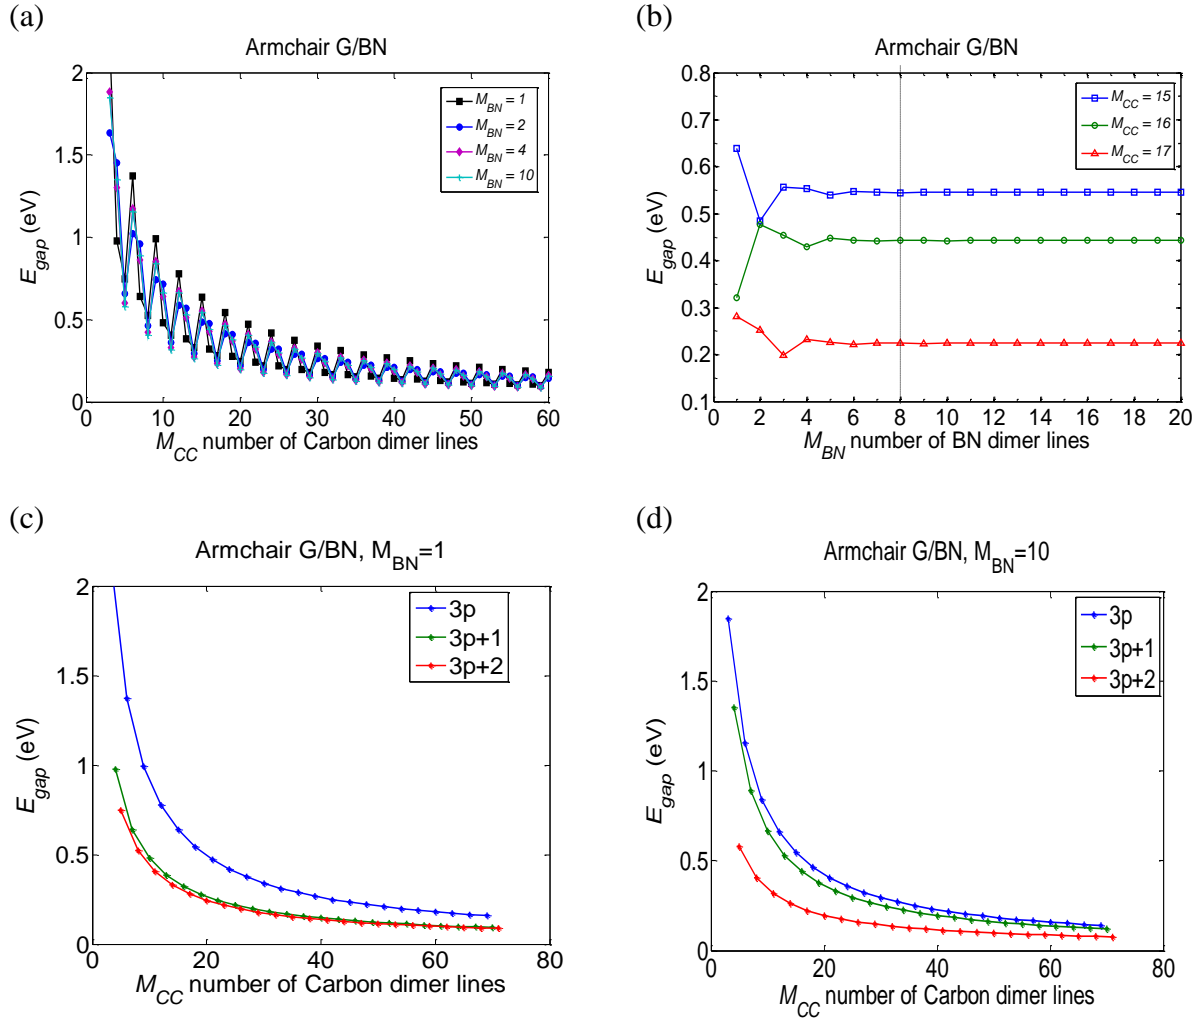 (a)
Armchair G/BN
2
1.5
1
0.5
0
E_gap (eV)
M_BN = 1
M_BN = 2
M_BN = 4
M_BN = 10
0 10 20 30 40 50 60
M_CC number of Carbon dimer lines
(b)
Armchair G/BN
0.8
0.7
0.6
0.5
0.4
0.3
0.2
0.1
E_gap (eV)
M_CC = 15
M_CC = 16
M_CC = 17
0 2 4 6 8 10 12 14 16 18 20
M_BN number of BN dimer lines
(c)
Armchair G/BN, M_BN=1
2
1.5
1
0.5
0
E_gap (eV)
3p
3p+1
3p+2
0 20 40 60 80
M_CC number of Carbon dimer lines
(d)
Armchair G/BN, M_BN=10
2
1.5
1
0.5
0
E_gap (eV)
3p
3p+1
3p+2
0 20 40 60 80
M_CC number of Carbon dimer lines